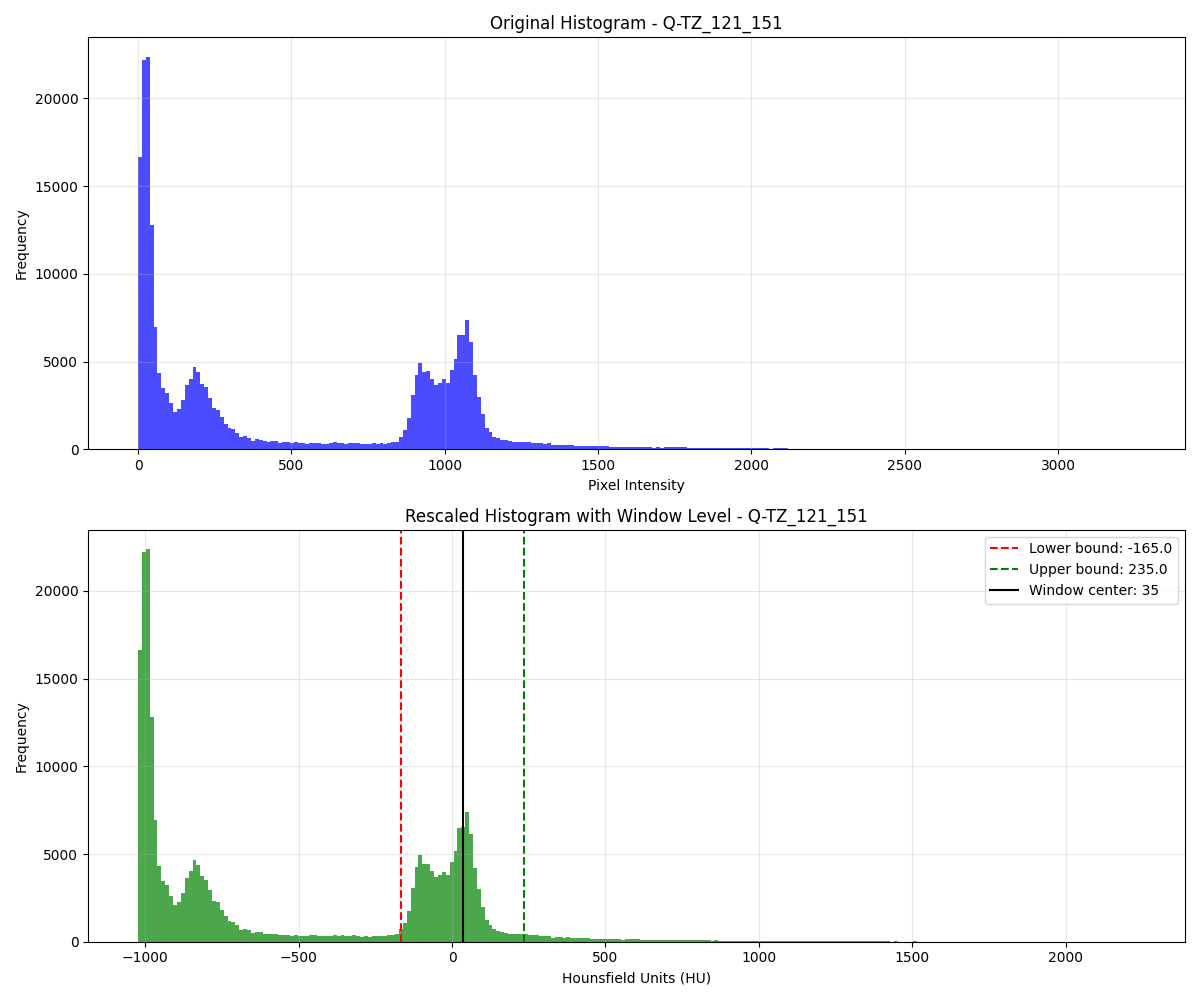 Original Histogram - Q-TZ_121_151
20000
15000
10000
5000
0
Frequency
0 500 1000 1500 2000 2500 3000
Pixel Intensity
Rescaled Histogram with Window Level - Q-TZ_121_151
Lower bound: -165.0
Upper bound: 235.0
Window center: 35
20000
15000
10000
5000
0
Frequency
−1000 −500 0 500 1000 1500 2000
Hounsfield Units (HU)